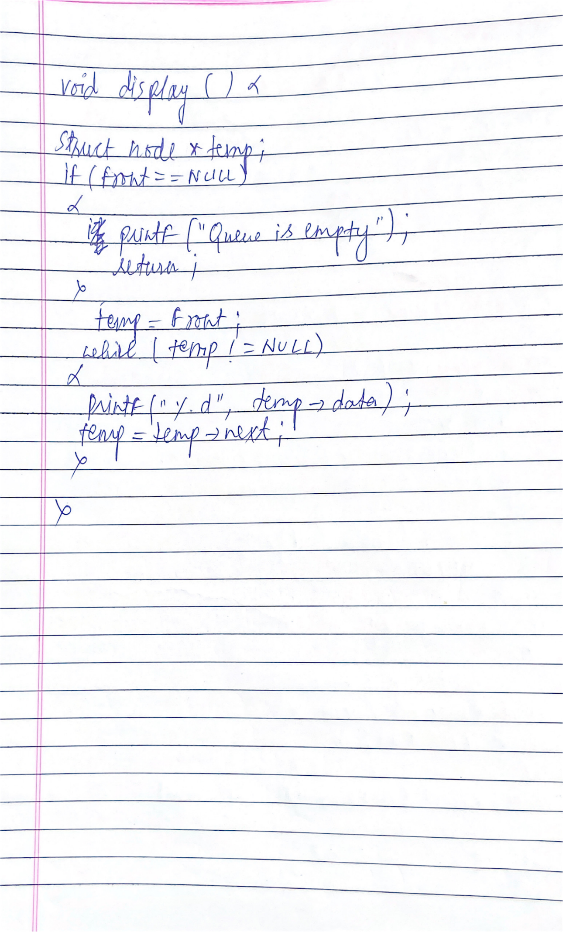 void display () {
struct node * temp;
if (front == NULL)
{
printf ("Queue is empty");
return;
}
temp = front;
while (temp != NULL)
{
printf ("%d", temp->data);
temp = temp->next;
}
}